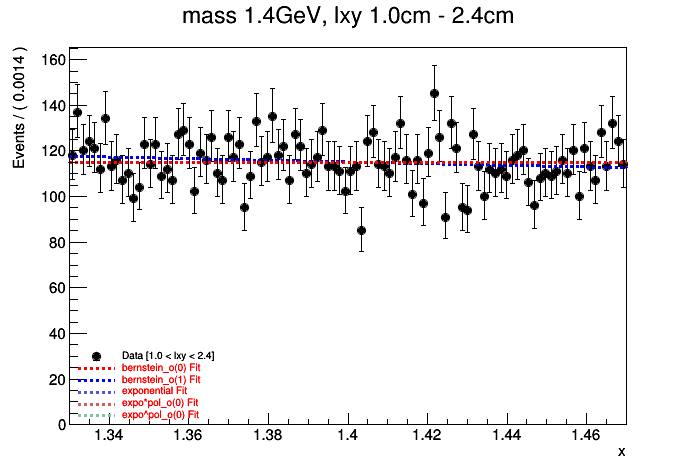 mass 1.4GeV, lxy 1.0cm - 2.4cm
Events / ( 0.0014 )
160
140
120
100
80
60
40
20
0
Data [1.0 < lxy < 2.4]
bernstein_o(0) Fit
bernstein_o(1) Fit
exponential Fit
expo*pol_o(0) Fit
expo^pol_o(0) Fit
1.34 1.36 1.38 1.4 1.42 1.44 1.46
x